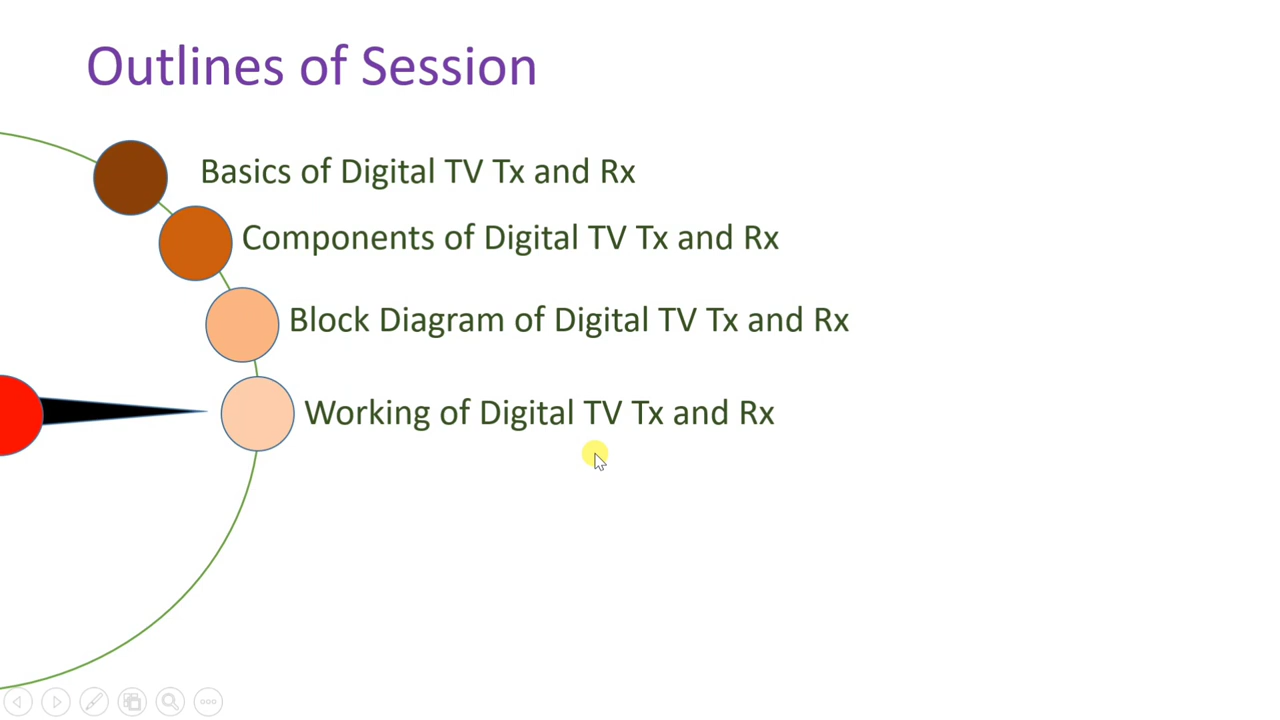 Outlines of Session
Basics of Digital TV Tx and Rx
Components of Digital TV Tx and Rx
Block Diagram of Digital TV Tx and Rx
Working of Digital TV Tx and Rx